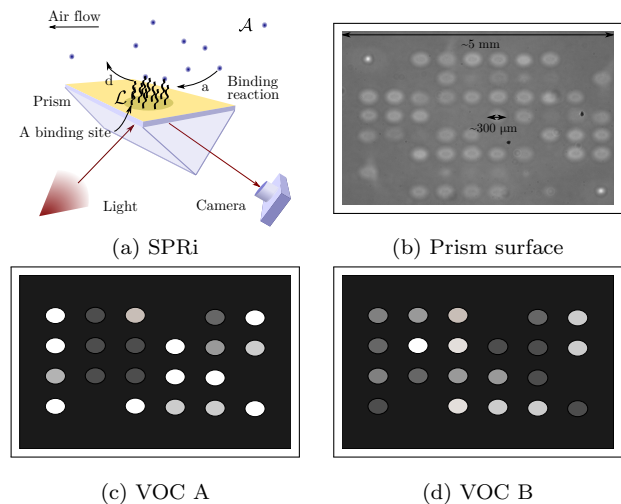 Air flow
𝒜
d
a
Binding
reaction
ℒ
Prism
A binding site
Light
Camera
(a) SPRi
~5 mm
~300 μm
(b) Prism surface
(c) VOC A
(d) VOC B